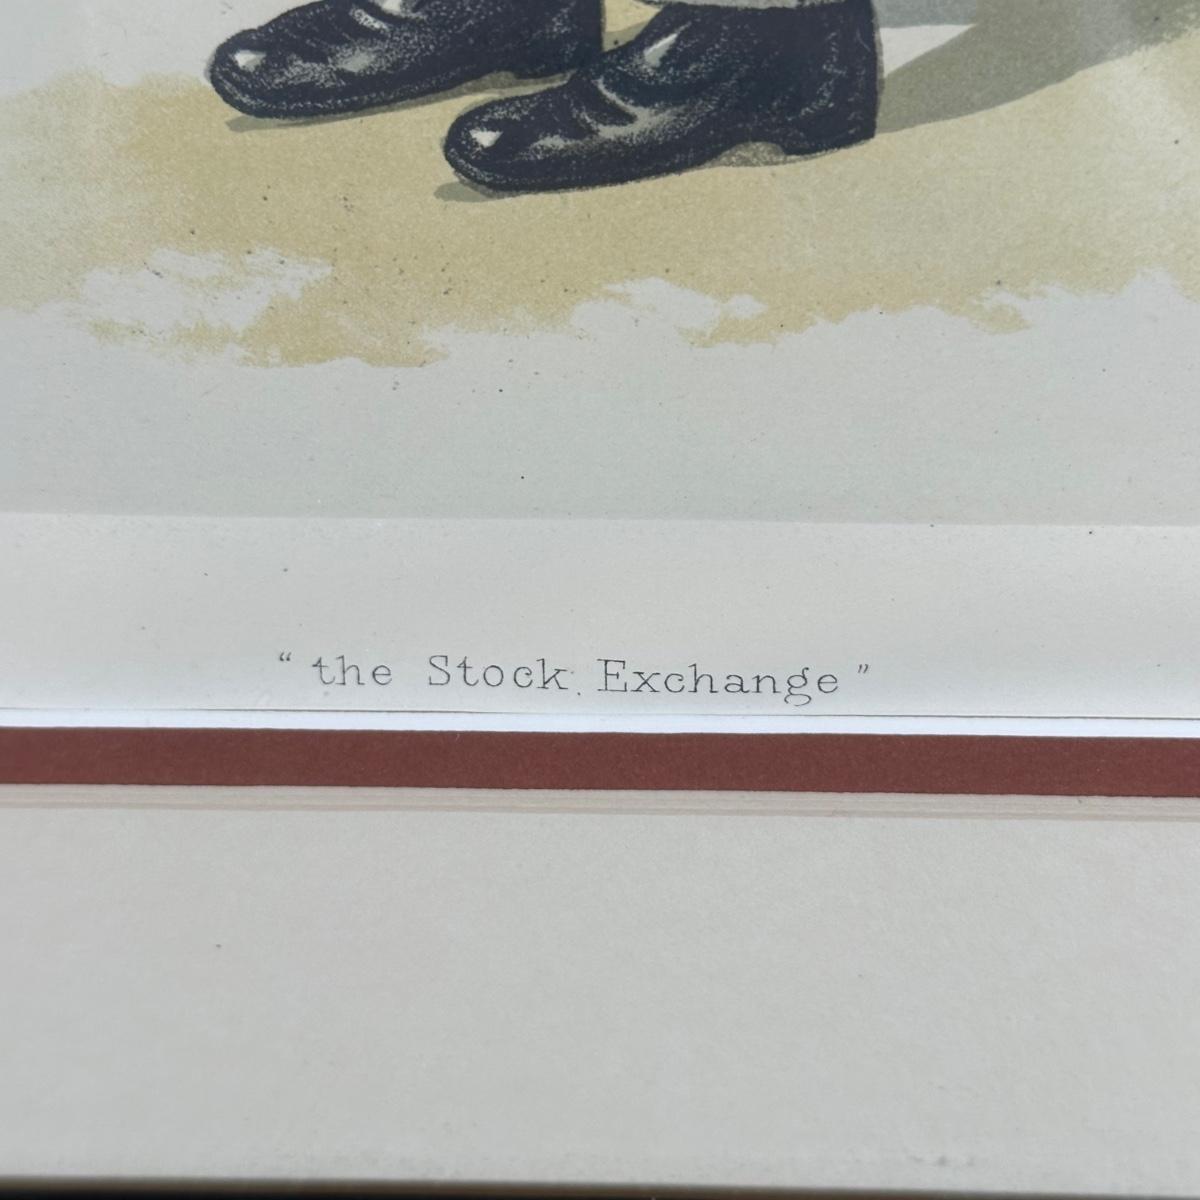 “ the Stock Exchange ”